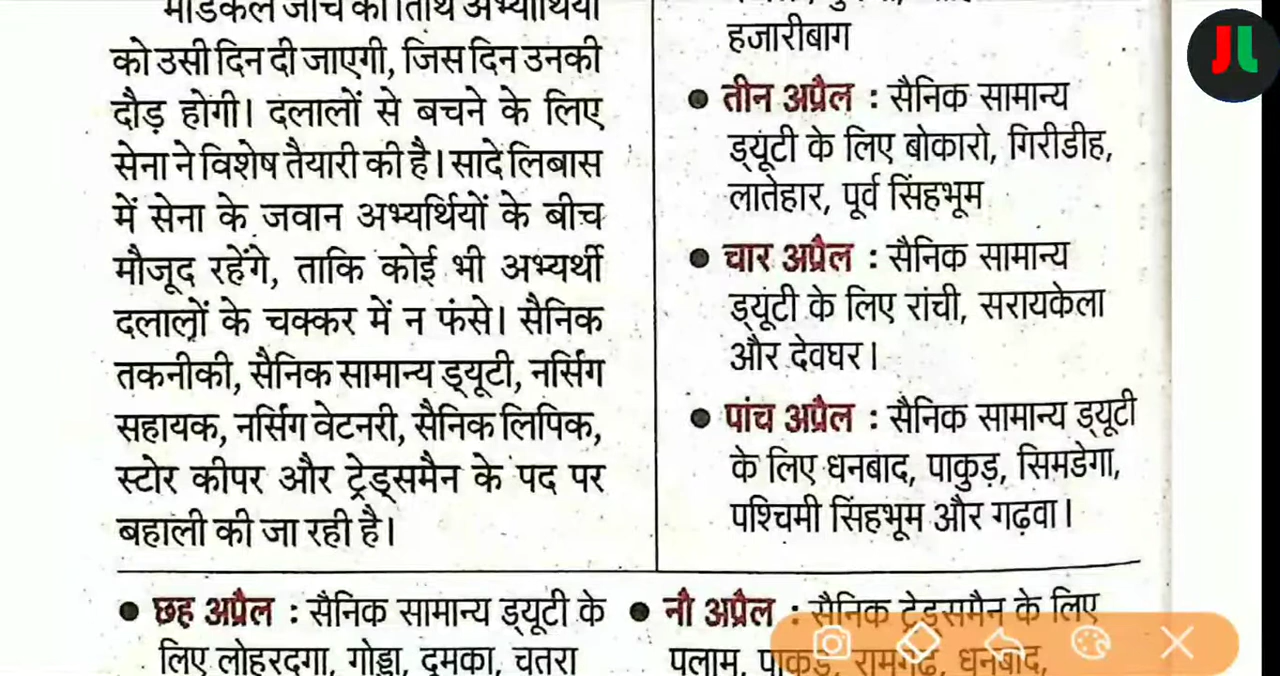 मेडिकल जांच की तिथि अभ्यर्थियों
को उसी दिन दी जाएगी, जिस दिन उनकी
दौड़ होगी। दलालों से बचने के लिए
सेना ने विशेष तैयारी की है। सादे लिबास
में सेना के जवान अभ्यर्थियों के बीच
मौजूद रहेंगे, ताकि कोई भी अभ्यर्थी
दलालों के चक्कर में न फंसे। सैनिक
तकनीकी, सैनिक सामान्य ड्यूटी, नर्सिंग
सहायक, नर्सिंग वेटनरी, सैनिक लिपिक,
स्टोर कीपर और ट्रेड्समैन के पद पर
बहाली की जा रही है।
हजारीबाग
● तीन अप्रैल : सैनिक सामान्य
ड्यूटी के लिए बोकारो, गिरीडीह,
लातेहार, पूर्व सिंहभूम
● चार अप्रैल : सैनिक सामान्य
ड्यूटी के लिए रांची, सरायकेला
और देवघर।
● पांच अप्रैल : सैनिक सामान्य ड्यूटी
के लिए धनबाद, पाकुड़, सिमडेगा,
पश्चिमी सिंहभूम और गढ़वा।
● छह अप्रैल : सैनिक सामान्य ड्यूटी के
लिए लोहरदगा, गोड्डा, दुमका, चतरा
● नौ अप्रैल : सैनिक ट्रेड्समैन के लिए
पलामू, पाकुड़, रामगढ़, धनबाद,
JL